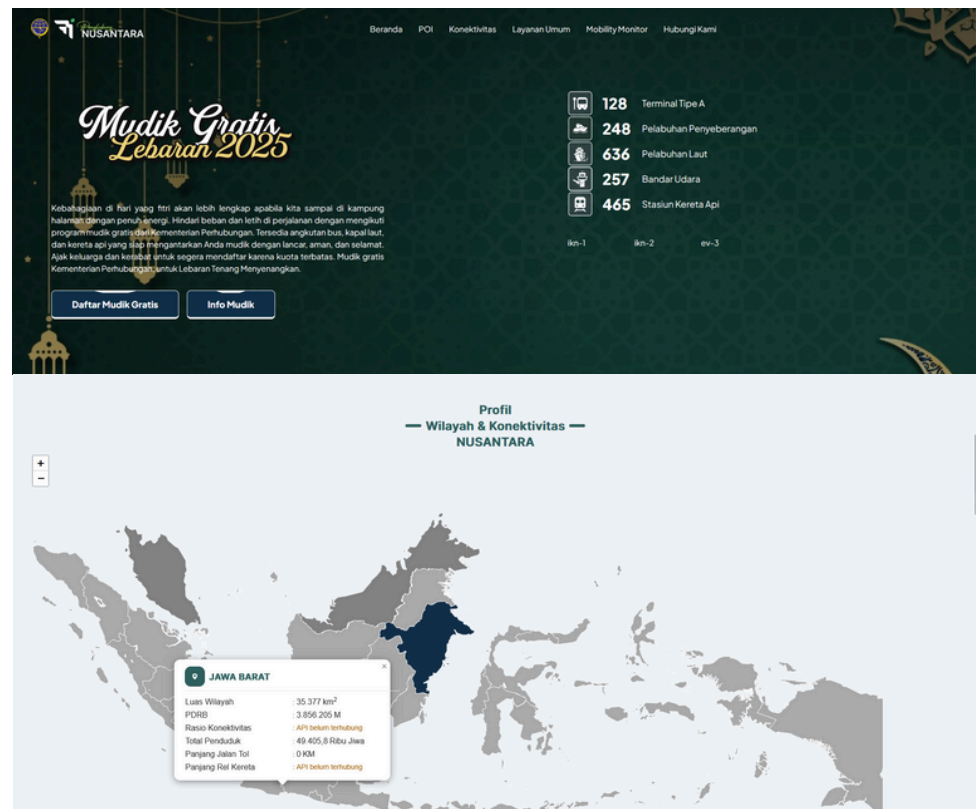 NUSANTARA
Beranda POI Konektivitas Layanan Umum Mobility Monitor Hubungi Kami
Mudik Gratis
Lebaran 2025
128 Terminal Tipe A
248 Pelabuhan Penyeberangan
636 Pelabuhan Laut
257 Bandar Udara
465 Stasiun Kereta Api
ikn-1 ikn-2 ev-3
Kebahagiaan di hari yang fitri akan lebih lengkap apabila kita sampai di kampung
halaman dengan penuh energi. Hindari beban dan letih di perjalanan dengan mengikuti
program mudik gratis dari Kementerian Perhubungan. Tersedia angkutan bus, kapal laut,
dan kereta api yang siap mengantarkan Anda mudik dengan lancar, aman, dan selamat.
Ajak keluarga dan kerabat untuk segera mendaftar karena kuota terbatas. Mudik gratis
Kementerian Perhubungan, untuk Lebaran Tenang Menyenangkan.
Daftar Mudik Gratis Info Mudik
Profil
Wilayah & Konektivitas
NUSANTARA
+
−
JAWA BARAT ×
Luas Wilayah : 35.377 km²
PDRB : 3.856.205 M
Rasio Konektivitas : API belum terhubung
Total Penduduk : 49.405,8 Ribu Jiwa
Panjang Jalan Tol : 0 KM
Panjang Rel Kereta : API belum terhubung